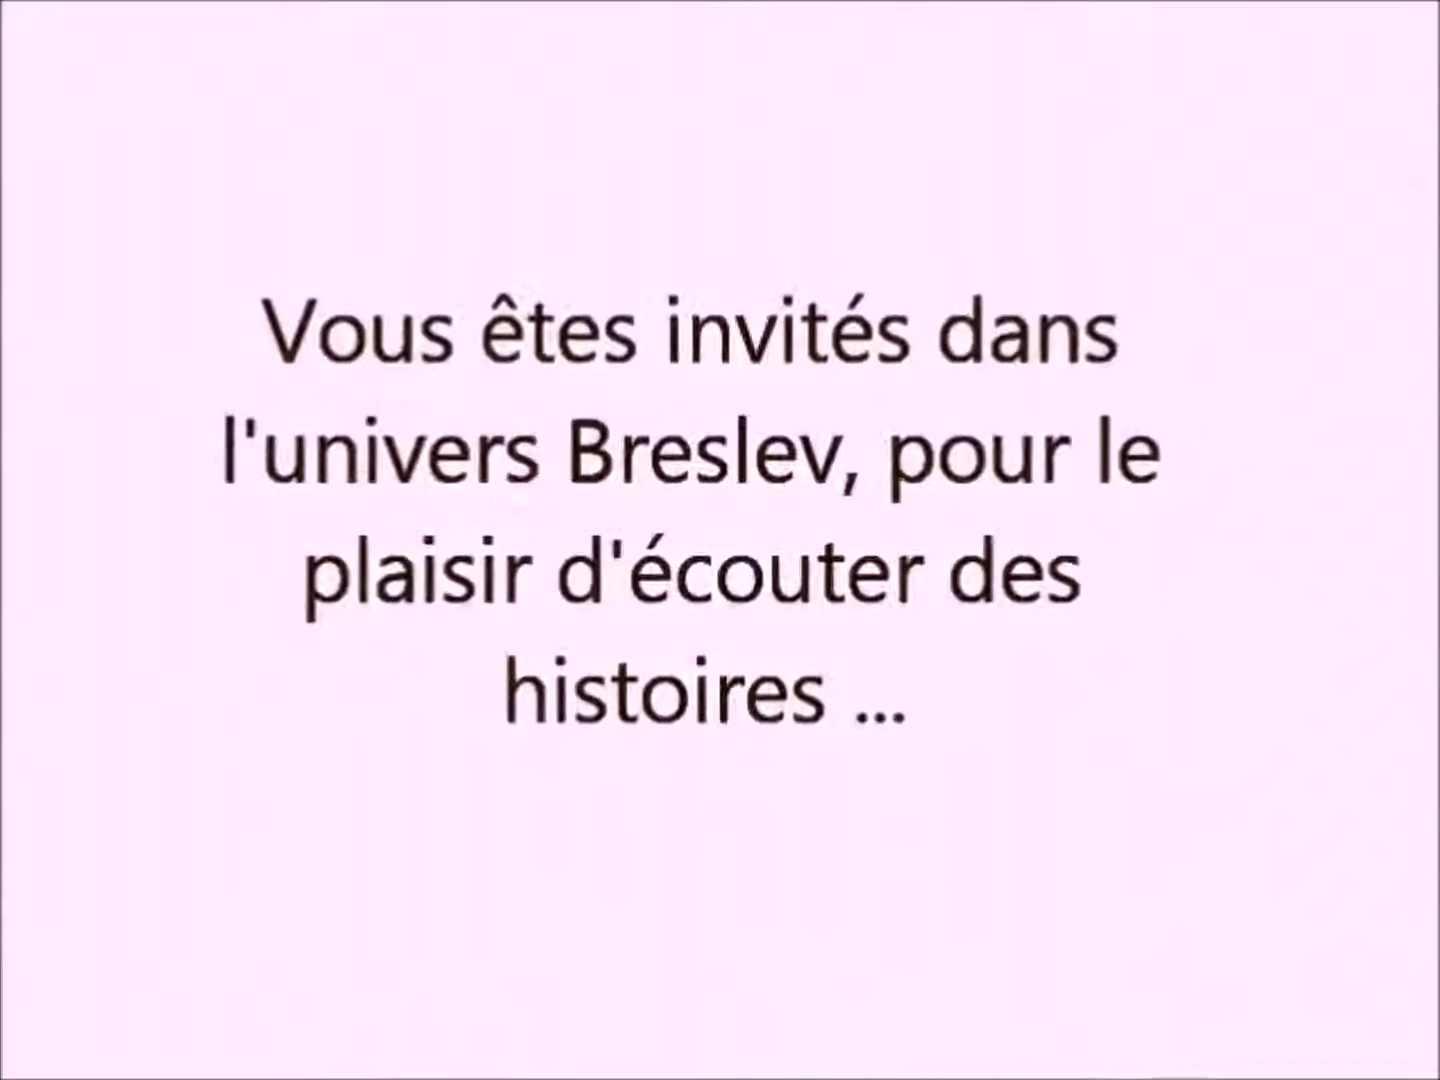 Vous êtes invités dans
l'univers Breslev, pour le
plaisir d'écouter des
histoires ...